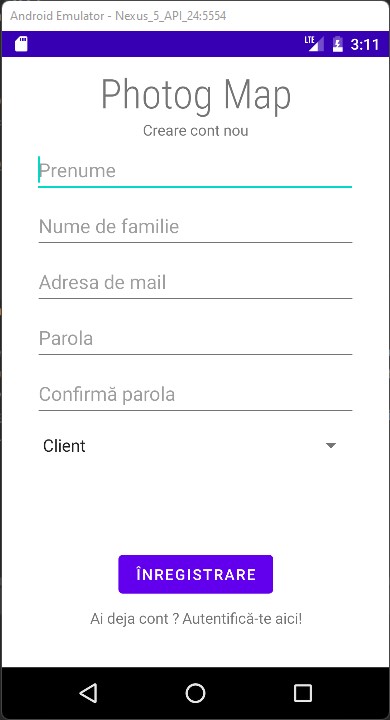 Android Emulator - Nexus_5_API_24:5554
LTE 3:11
Photog Map
Creare cont nou
Prenume
Nume de familie
Adresa de mail
Parola
Confirmă parola
Client
ÎNREGISTRARE
Ai deja cont ? Autentifică-te aici!